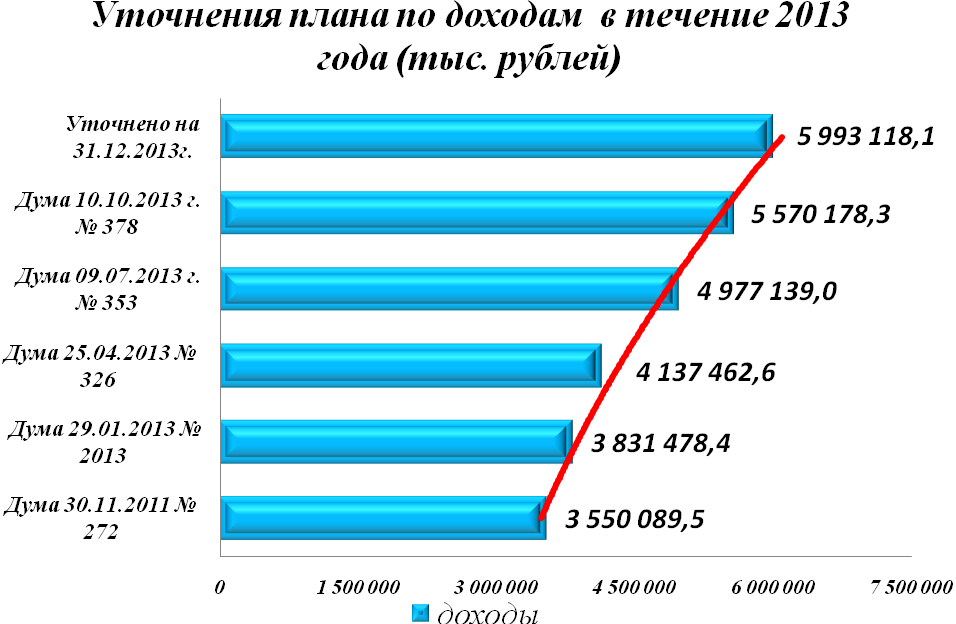 Уточнения плана по доходам в течение 2013
года (тыс. рублей)
Уточнено на
31.12.2013г.
5 993 118,1
Дума 10.10.2013 г.
№ 378
5 570 178,3
Дума 09.07.2013 г.
№ 353
4 977 139,0
Дума 25.04.2013 №
326
4 137 462,6
Дума 29.01.2013 №
2013
3 831 478,4
Дума 30.11.2011 №
272
3 550 089,5
0 1 500 000 3 000 000 4 500 000 6 000 000 7 500 000
доходы